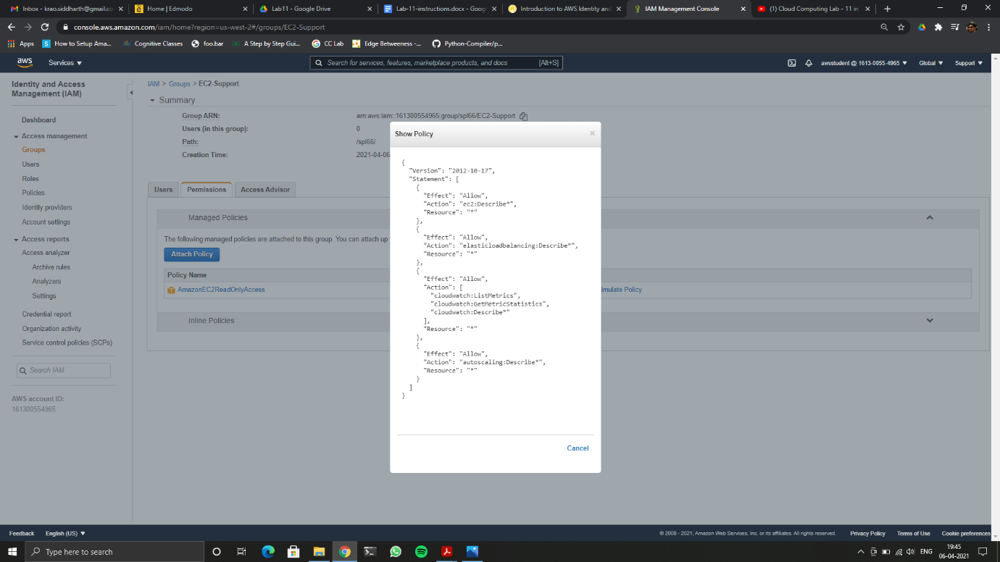 Inbox - krao.siddharth@gmail.co
Home | Edmodo
Lab11 - Google Drive
Lab-11-instructions.docx - Goog
Introduction to AWS Identity and
IAM Management Console
(1) Cloud Computing Lab - 11 in
console.aws.amazon.com/iam/home?region=us-west-2#/groups/EC2-Support
Apps
How to Setup Ama...
Cognitive Classes
foo.bar
A Step by Step Gui...
CC Lab
Edge Betweeness -...
Python-Compiler/p...
aws
Services
Search for services, features, marketplace products, and docs [Alt+S]
awsstudent @ 1613-0055-4965
Global
Support
Identity and Access
Management (IAM)
Dashboard
Access management
Groups
Users
Roles
Policies
Identity providers
Account settings
Access reports
Access analyzer
Archive rules
Analyzers
Settings
Credential report
Organization activity
Service control policies (SCPs)
Search IAM
AWS account ID:
161300554965
IAM > Groups > EC2-Support
Summary
Group ARN: arn:aws:iam::161300554965:group/spl66/EC2-Support
Users (in this group): 0
Path: /spl66/
Creation Time: 2021-04-06
Users
Permissions
Access Advisor
Managed Policies
The following managed policies are attached to this group. You can attach up
Attach Policy
Policy Name
AmazonEC2ReadOnlyAccess
imulate Policy
Inline Policies
Show Policy
{
"Version": "2012-10-17",
"Statement": [
{
"Effect": "Allow",
"Action": "ec2:Describe*",
"Resource": "*"
},
{
"Effect": "Allow",
"Action": "elasticloadbalancing:Describe*",
"Resource": "*"
},
{
"Effect": "Allow",
"Action": [
"cloudwatch:ListMetrics",
"cloudwatch:GetMetricStatistics",
"cloudwatch:Describe*"
],
"Resource": "*"
},
{
"Effect": "Allow",
"Action": "autoscaling:Describe*",
"Resource": "*"
}
]
}
Cancel
Feedback
English (US)
© 2008 - 2021, Amazon Web Services, Inc. or its affiliates. All rights reserved.
Privacy Policy
Terms of Use
Cookie preferences
Type here to search
ENG
19:45
06-04-2021